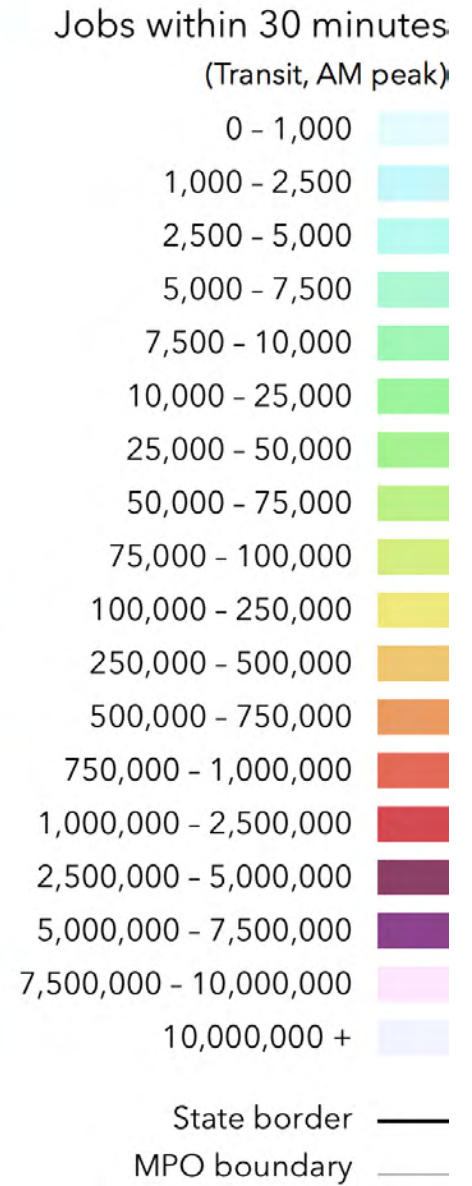 Jobs within 30 minutes
(Transit, AM peak)
0 – 1,000
1,000 – 2,500
2,500 – 5,000
5,000 – 7,500
7,500 – 10,000
10,000 – 25,000
25,000 – 50,000
50,000 – 75,000
75,000 – 100,000
100,000 – 250,000
250,000 – 500,000
500,000 – 750,000
750,000 – 1,000,000
1,000,000 – 2,500,000
2,500,000 – 5,000,000
5,000,000 – 7,500,000
7,500,000 – 10,000,000
10,000,000 +
State border
MPO boundary